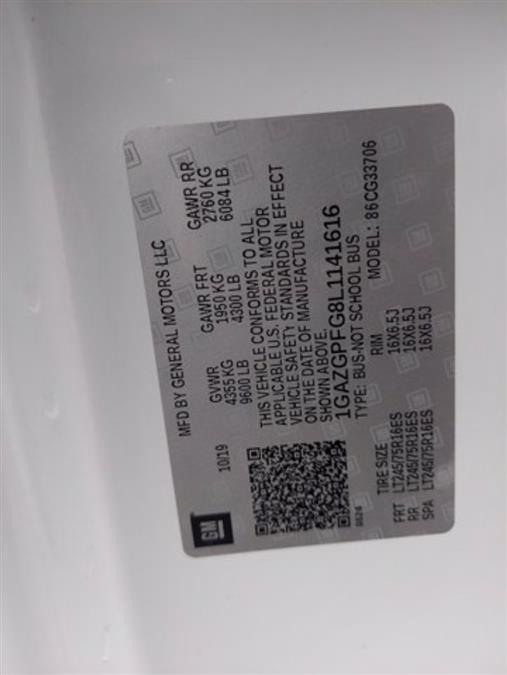 GM
MFD BY GENERAL MOTORS LLC
10/19
GVWR GAWR FRT GAWR RR
4355 KG 1950 KG 2760 KG
9600 LB 4300 LB 6084 LB
THIS VEHICLE CONFORMS TO ALL
APPLICABLE U.S. FEDERAL MOTOR
VEHICLE SAFETY STANDARDS IN EFFECT
ON THE DATE OF MANUFACTURE
SHOWN ABOVE.
1GAZGPFG8L1141616
TYPE: BUS-NOT SCHOOL BUS
MODEL: 86CG33706
TIRE SIZE RIM
FRT LT245/75R16ES 16X6.5J
RR LT245/75R16ES 16X6.5J
SPA LT245/75R16ES 16X6.5J